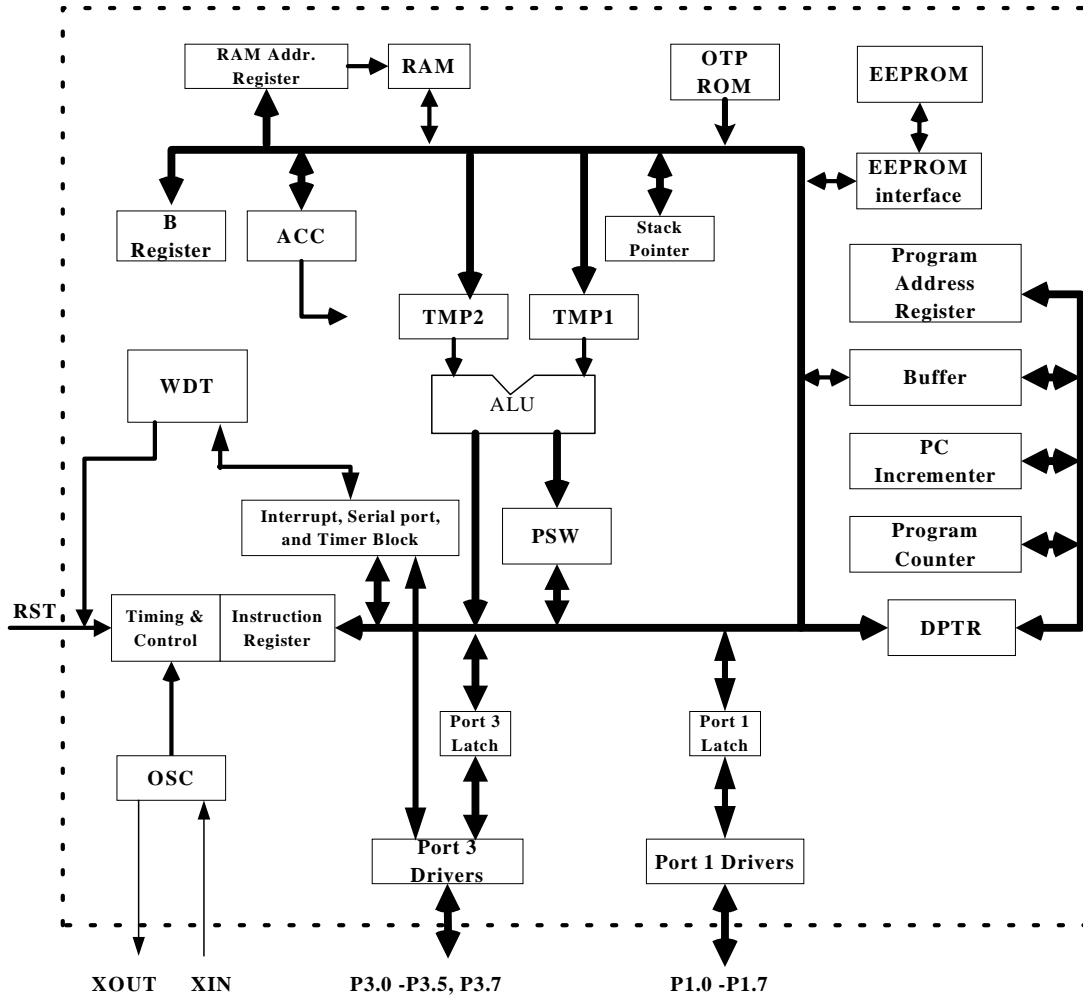 RAM Addr.
Register
RAM
OTP
ROM
EEPROM
EEPROM
interface
B
Register
ACC
Stack
Pointer
Program
Address
Register
TMP2
TMP1
WDT
ALU
Buffer
PC
Incrementer
Interrupt, Serial port,
and Timer Block
PSW
Program
Counter
RST
Timing &
Control
Instruction
Register
DPTR
Port 3
Latch
Port 1
Latch
OSC
Port 3
Drivers
Port 1 Drivers
XOUT
XIN
P3.0 -P3.5, P3.7
P1.0 -P1.7